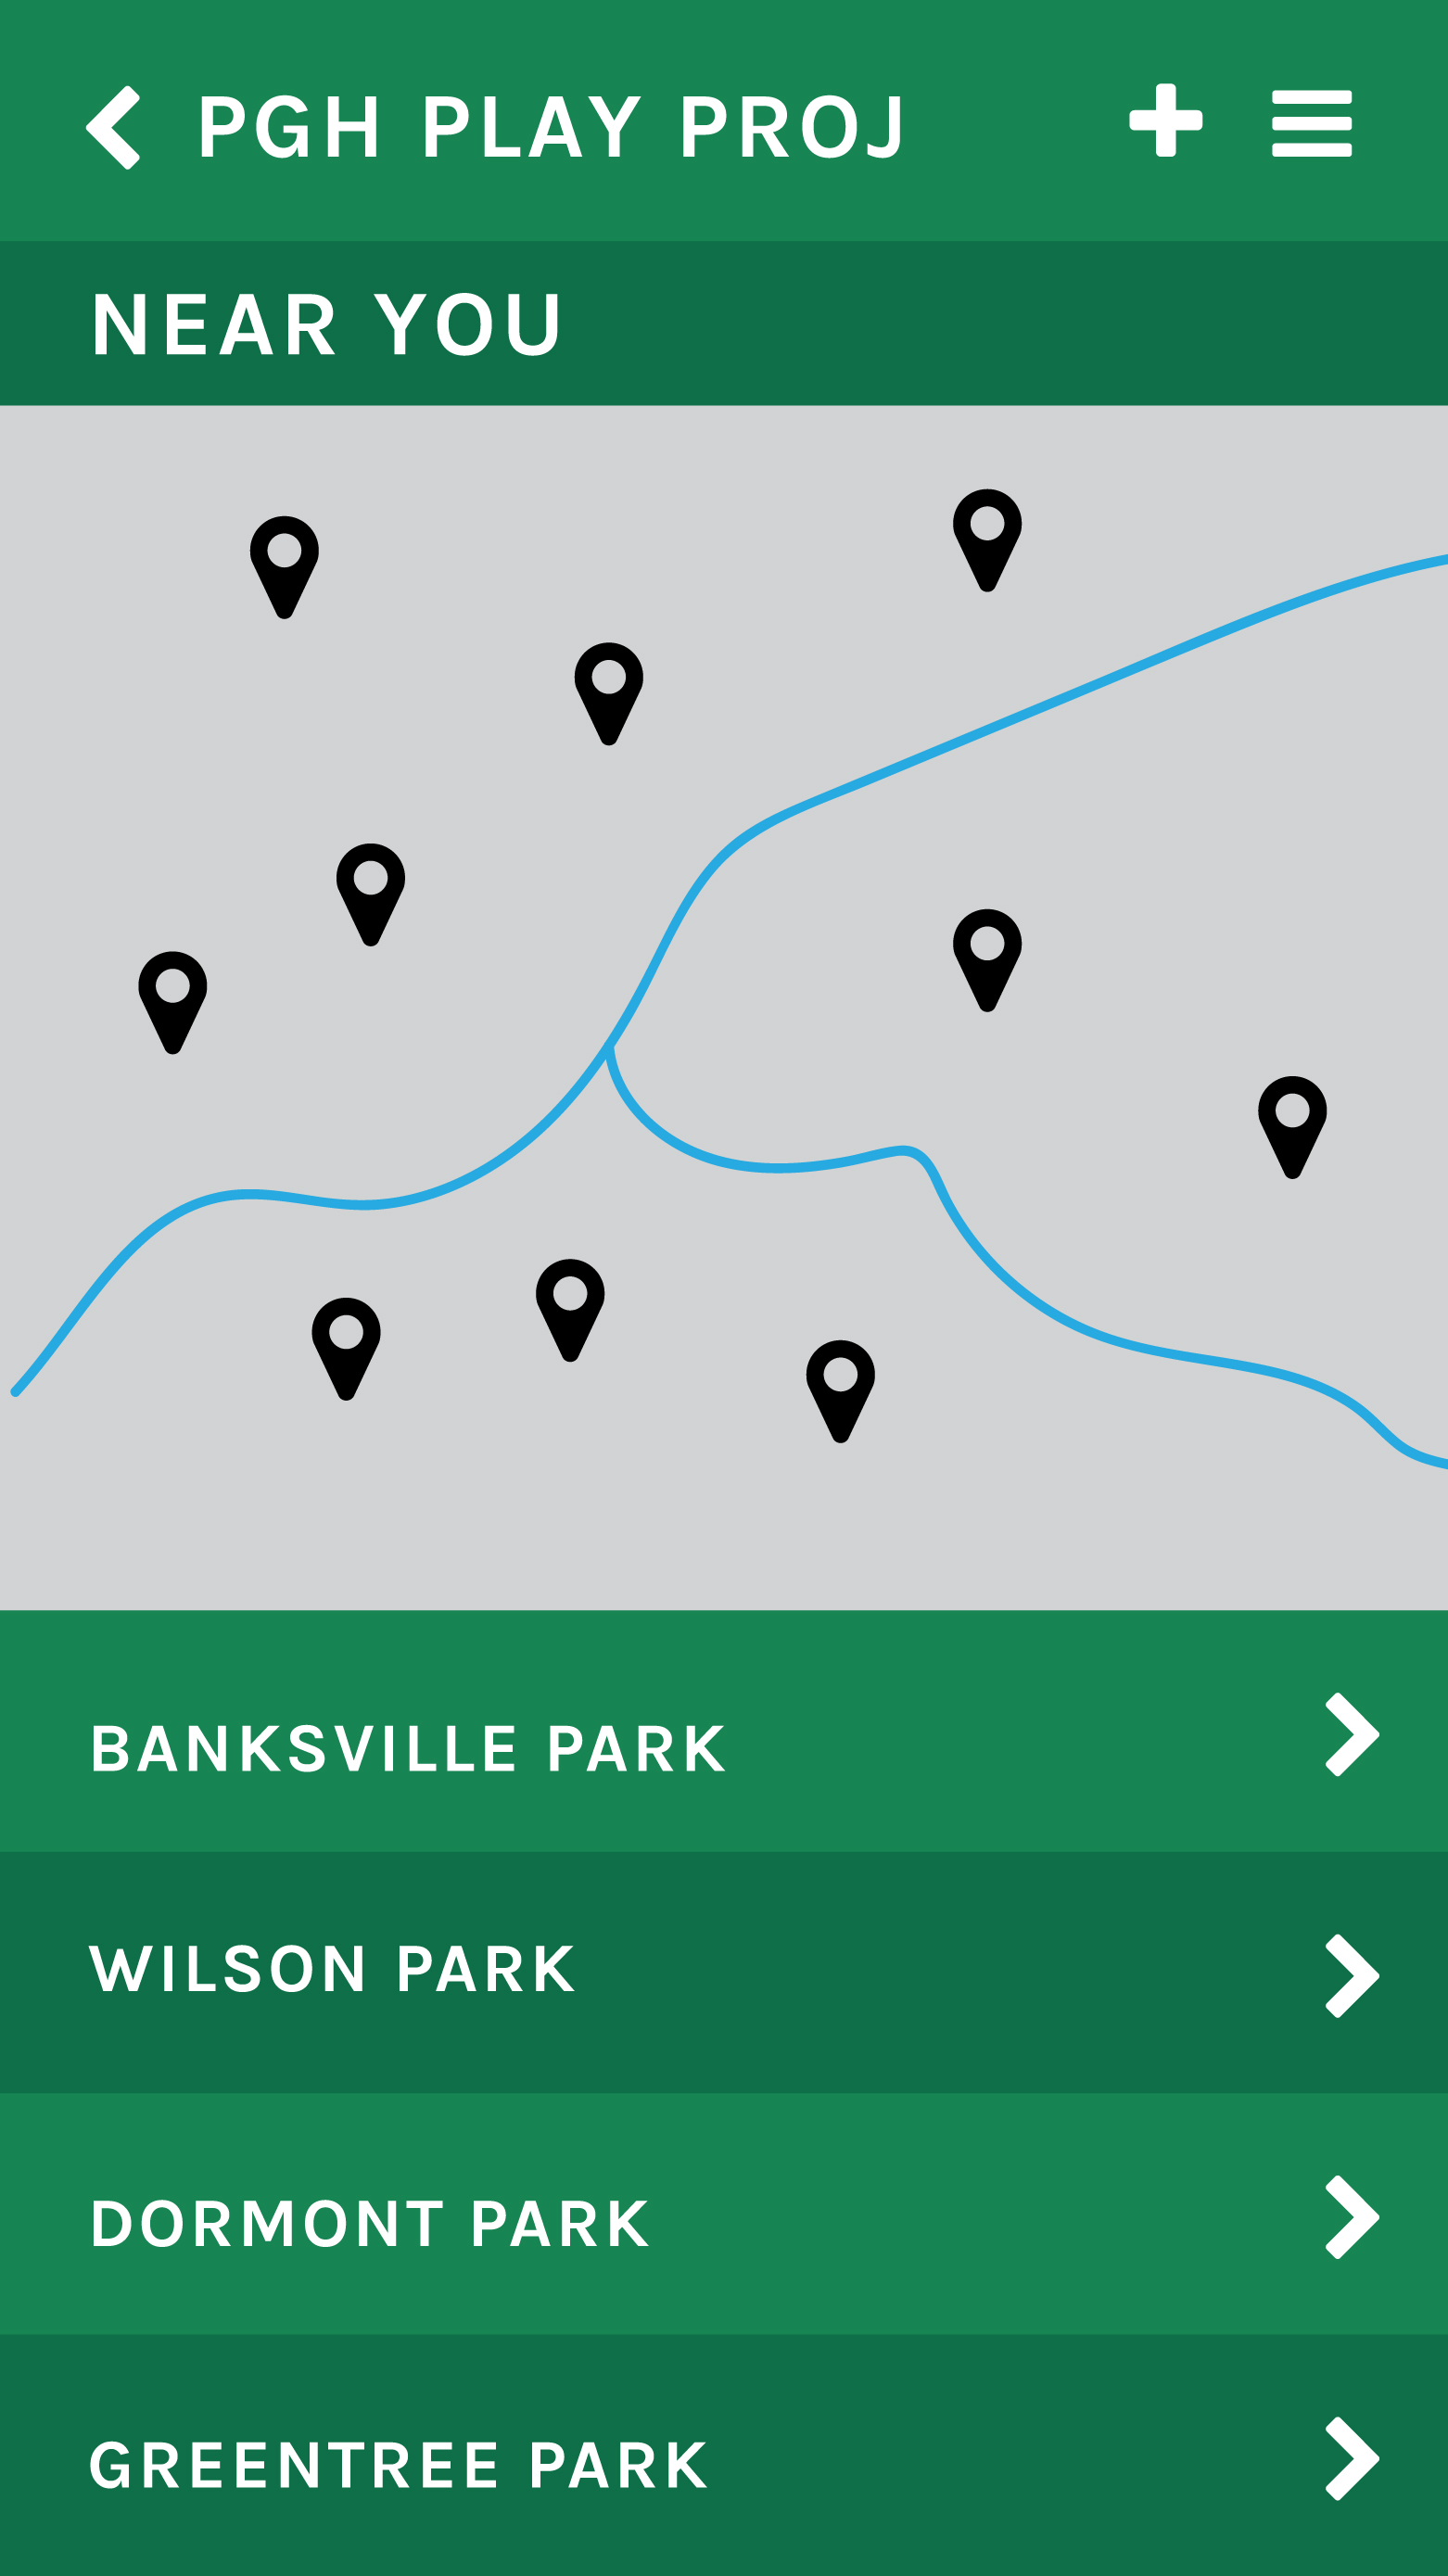 PGH PLAY PROJ
NEAR YOU
BANKSVILLE PARK
WILSON PARK
DORMONT PARK
GREENTREE PARK